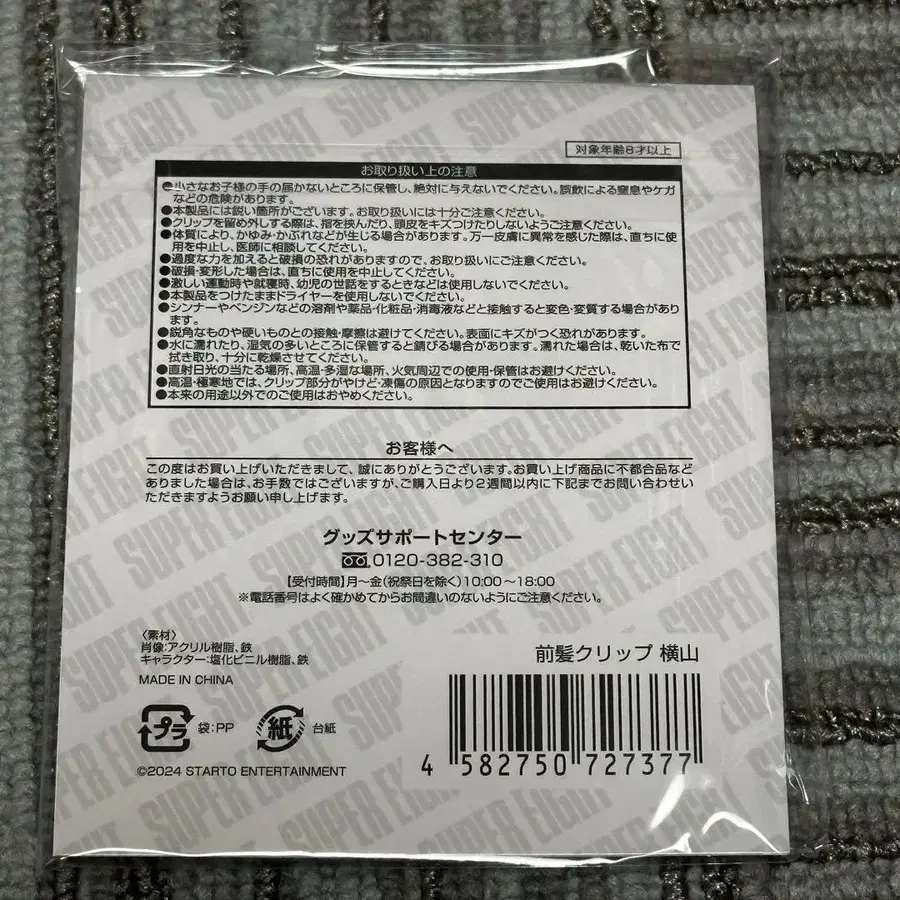 対象年齢8才以上
お取り扱い上の注意
●小さなお子様の手の届かないところに保管し、絶対に与えないでください。誤飲による窒息やケガ
などの危険があります。
●本製品には鋭い箇所がございます。お取り扱いには十分ご注意ください。
●クリップを留め外しする際は、指を挟んだり、頭皮をキズつけたりしないようご注意ください。
●体質により、かゆみ・かぶれなどが生じる場合があります。万一皮膚に異常を感じた際は、直ちに使
用を中止し、医師に相談してください。
●過度な力を加えると破損の恐れがありますので、お取り扱いにご注意ください。
●破損・変形した場合は、直ちに使用を中止してください。
●激しい運動時や就寝時、幼児の世話をするときなどは使用しないでください。
●本製品をつけたままドライヤーを使用しないでください。
●シンナーやベンジンなどの溶剤や薬品・化粧品・消毒液などと接触すると変色・変質する場合があり
ます。
●鋭角なものや硬いものとの接触・摩擦は避けてください。表面にキズがつく恐れがあります。
●水に濡れたり、湿気の多いところに保管すると錆びる場合があります。濡れた場合は、乾いた布で
拭き取り、十分に乾燥させてください。
●直射日光の当たる場所、高温・多湿な場所、火気周辺での使用・保管はお避けください。
●高温・極寒地では、クリップ部分がやけど・凍傷の原因となりますのでご使用はお避けください。
●本来の用途以外でのご使用はおやめください。
お客様へ
この度はお買い上げいただきまして、誠にありがとうございます。お買い上げ商品に不都合品など
ありました場合は、お手数ではございますが、ご購入日より2週間以内に下記までお問い合わせい
ただきますようお願い申し上げます。
グッズサポートセンター
0120-382-310
【受付時間】月〜金(祝祭日を除く)10:00〜18:00
※電話番号はよく確かめてからお間違いのないようにご注意ください。
〈素材〉
肖像:アクリル樹脂、鉄
キャラクター:塩化ビニル樹脂、鉄
MADE IN CHINA
前髪クリップ 横山
プラ 袋:PP 紙 台紙
4 582750 727377
©2024 STARTO ENTERTAINMENT
SUPER EIGHT